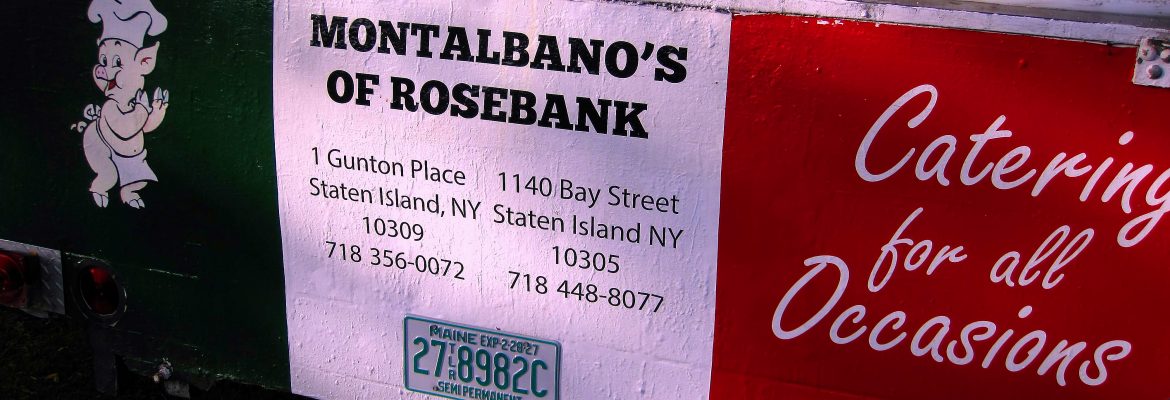 MONTALBANO'S
OF ROSEBANK
1 Gunton Place
Staten Island, NY
10309
718 356-0072
1140 Bay Street
Staten Island NY
10305
718 448-8077
MAINE EXP-2-28-27
27 TLR 8982C
SEMI PERMANENT
Catering
for all
Occasions